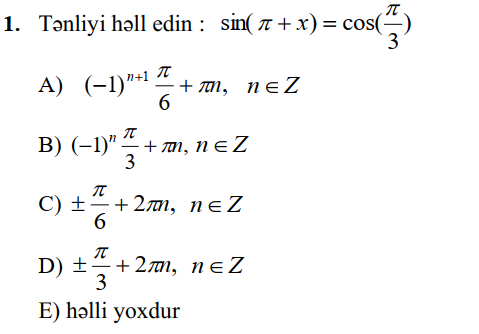 1. Tənliyi həll edin : sin( π + x) = cos(π/3)
A) (−1)ⁿ⁺¹ π/6 + πn, n ∈ Z
B) (−1)ⁿ π/3 + πn, n ∈ Z
C) ± π/6 + 2πn, n ∈ Z
D) ± π/3 + 2πn, n ∈ Z
E) həlli yoxdur